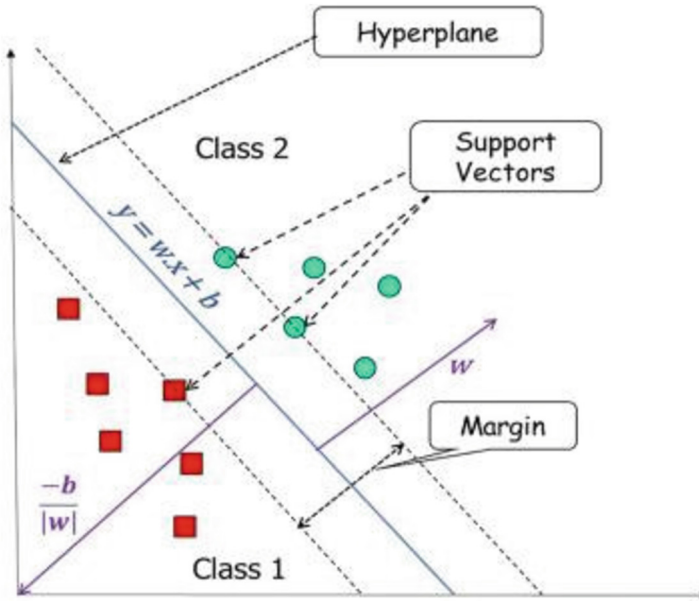 Hyperplane
Class 2
Support
Vectors
y = w.x + b
w
Margin
-b
|w|
Class 1